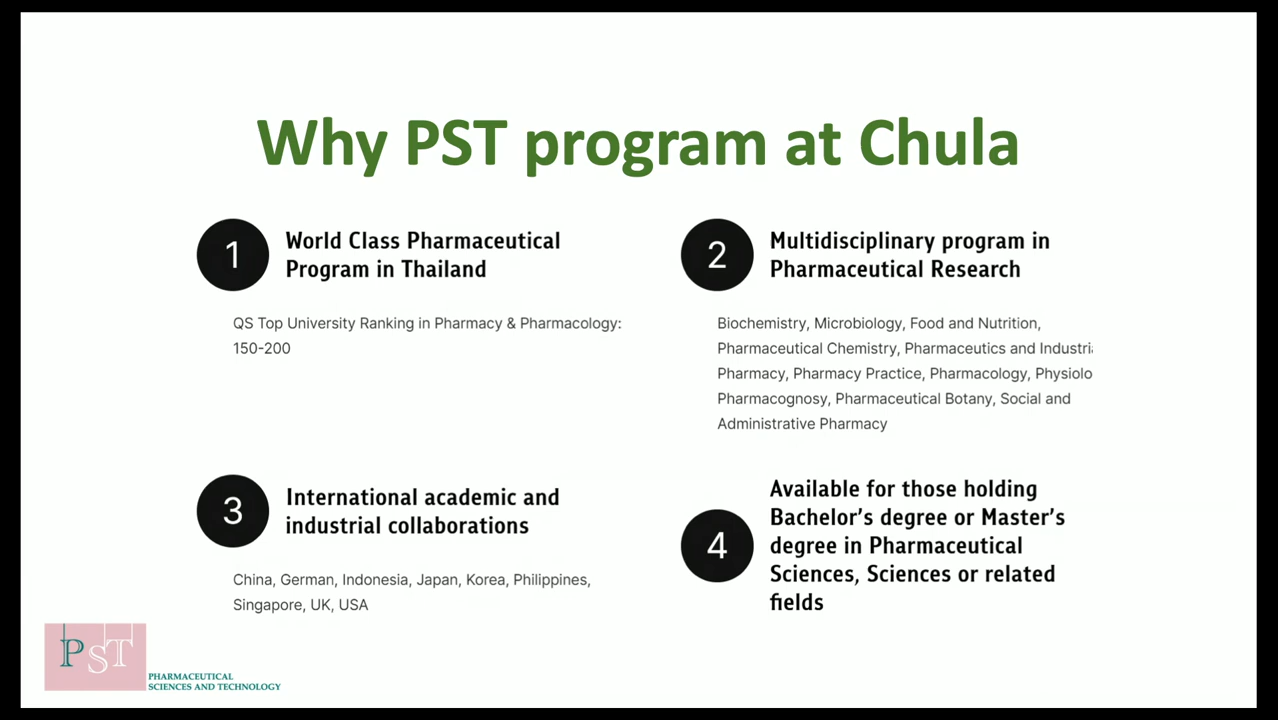 Why PST program at Chula
1
World Class Pharmaceutical
Program in Thailand
QS Top University Ranking in Pharmacy & Pharmacology:
150-200
2
Multidisciplinary program in
Pharmaceutical Research
Biochemistry, Microbiology, Food and Nutrition,
Pharmaceutical Chemistry, Pharmaceutics and Industri
Pharmacy, Pharmacy Practice, Pharmacology, Physiolo
Pharmacognosy, Pharmaceutical Botany, Social and
Administrative Pharmacy
3
International academic and
industrial collaborations
China, German, Indonesia, Japan, Korea, Philippines,
Singapore, UK, USA
4
Available for those holding
Bachelor's degree or Master's
degree in Pharmaceutical
Sciences, Sciences or related
fields
PST
PHARMACEUTICAL
SCIENCES AND TECHNOLOGY